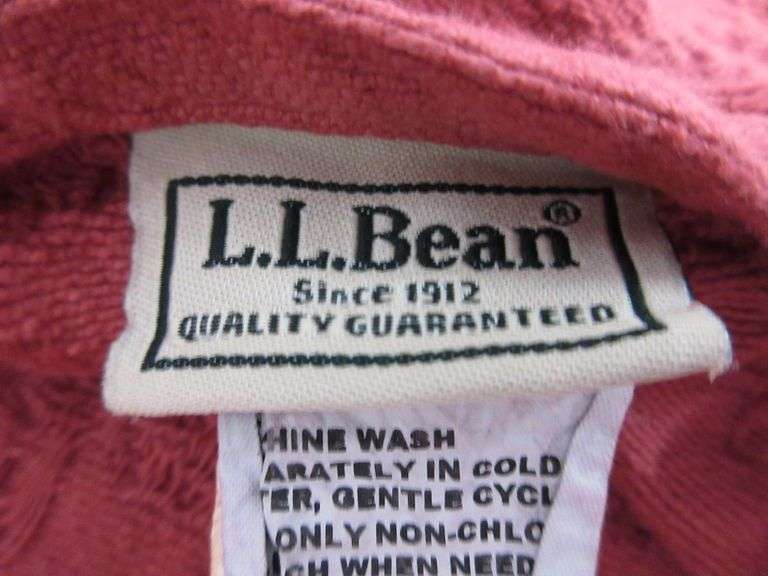 L.L.Bean®
Since 1912
QUALITY GUARANTEED
HINE WASH
ARATELY IN COLD
TER, GENTLE CYCL
ONLY NON-CHLO
CH WHEN NEED